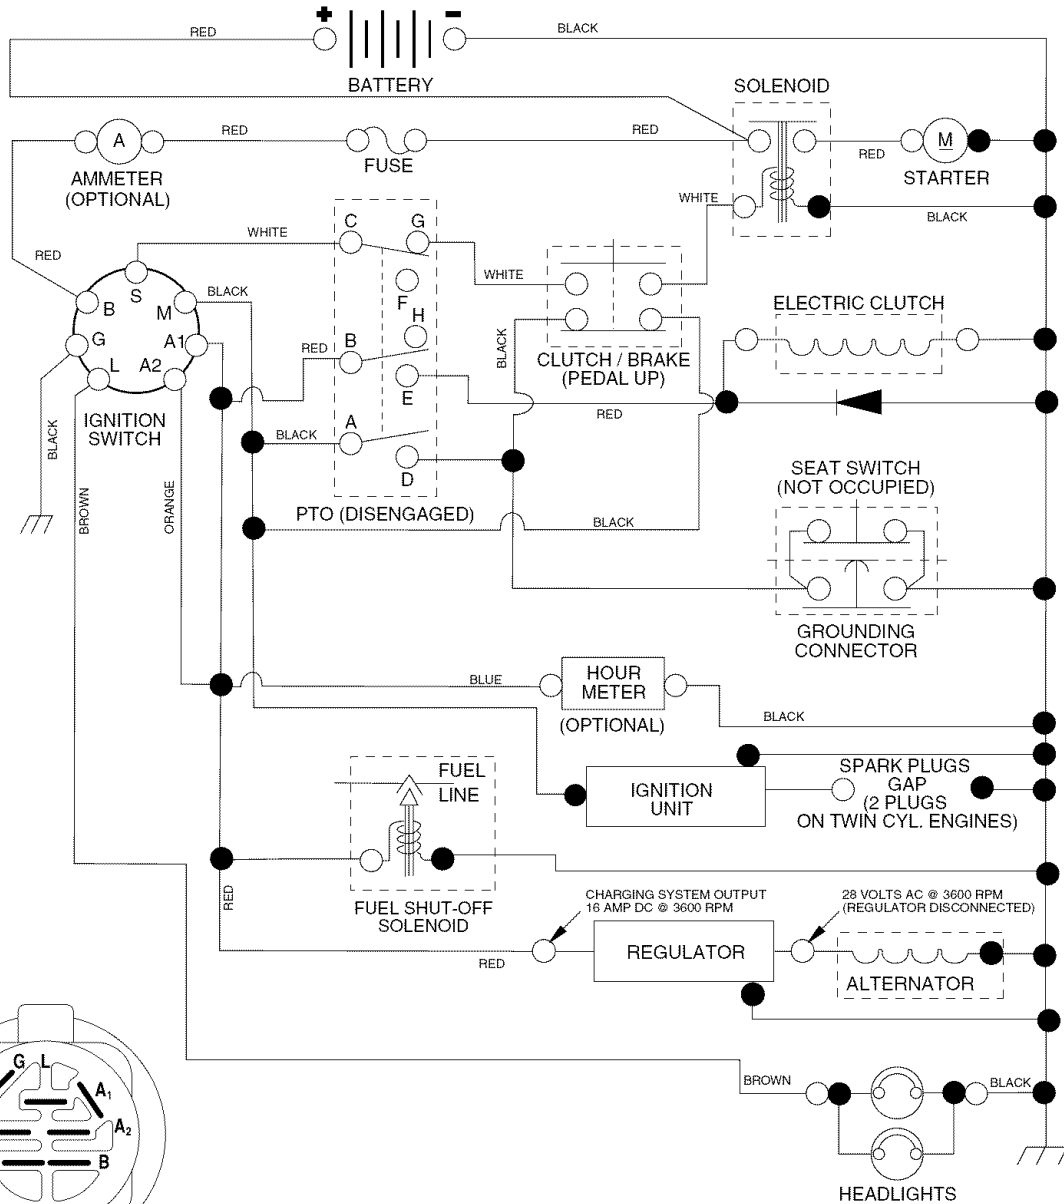 + -
RED
BLACK
BATTERY
SOLENOID
A
RED
FUSE
RED
RED
M
STARTER
AMMETER
(OPTIONAL)
WHITE
BLACK
RED
WHITE
C G
F
H
B
E
A
D
WHITE
S
B
M
BLACK
G
A1
L
A2
IGNITION
SWITCH
RED
BLACK
BLACK
CLUTCH / BRAKE
(PEDAL UP)
ELECTRIC CLUTCH
RED
BLACK
BROWN
ORANGE
PTO (DISENGAGED)
BLACK
SEAT SWITCH
(NOT OCCUPIED)
GROUNDING
CONNECTOR
BLUE
HOUR
METER
(OPTIONAL)
BLACK
FUEL
LINE
IGNITION
UNIT
SPARK PLUGS
GAP
(2 PLUGS
ON TWIN CYL. ENGINES)
RED
FUEL SHUT-OFF
SOLENOID
CHARGING SYSTEM OUTPUT
16 AMP DC @ 3600 RPM
28 VOLTS AC @ 3600 RPM
(REGULATOR DISCONNECTED)
RED
REGULATOR
ALTERNATOR
G L
A1
A2
B
BROWN
BLACK
HEADLIGHTS